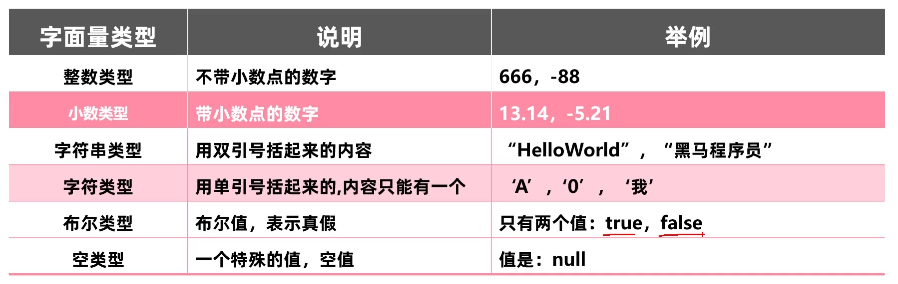 字面量类型 说明 举例
整数类型 不带小数点的数字 666，-88
小数类型 带小数点的数字 13.14，-5.21
字符串类型 用双引号括起来的内容 “HelloWorld”，“黑马程序员”
字符类型 用单引号括起来的,内容只能有一个 ‘A’，‘0’，‘我’
布尔类型 布尔值，表示真假 只有两个值：true，false
空类型 一个特殊的值，空值 值是：null